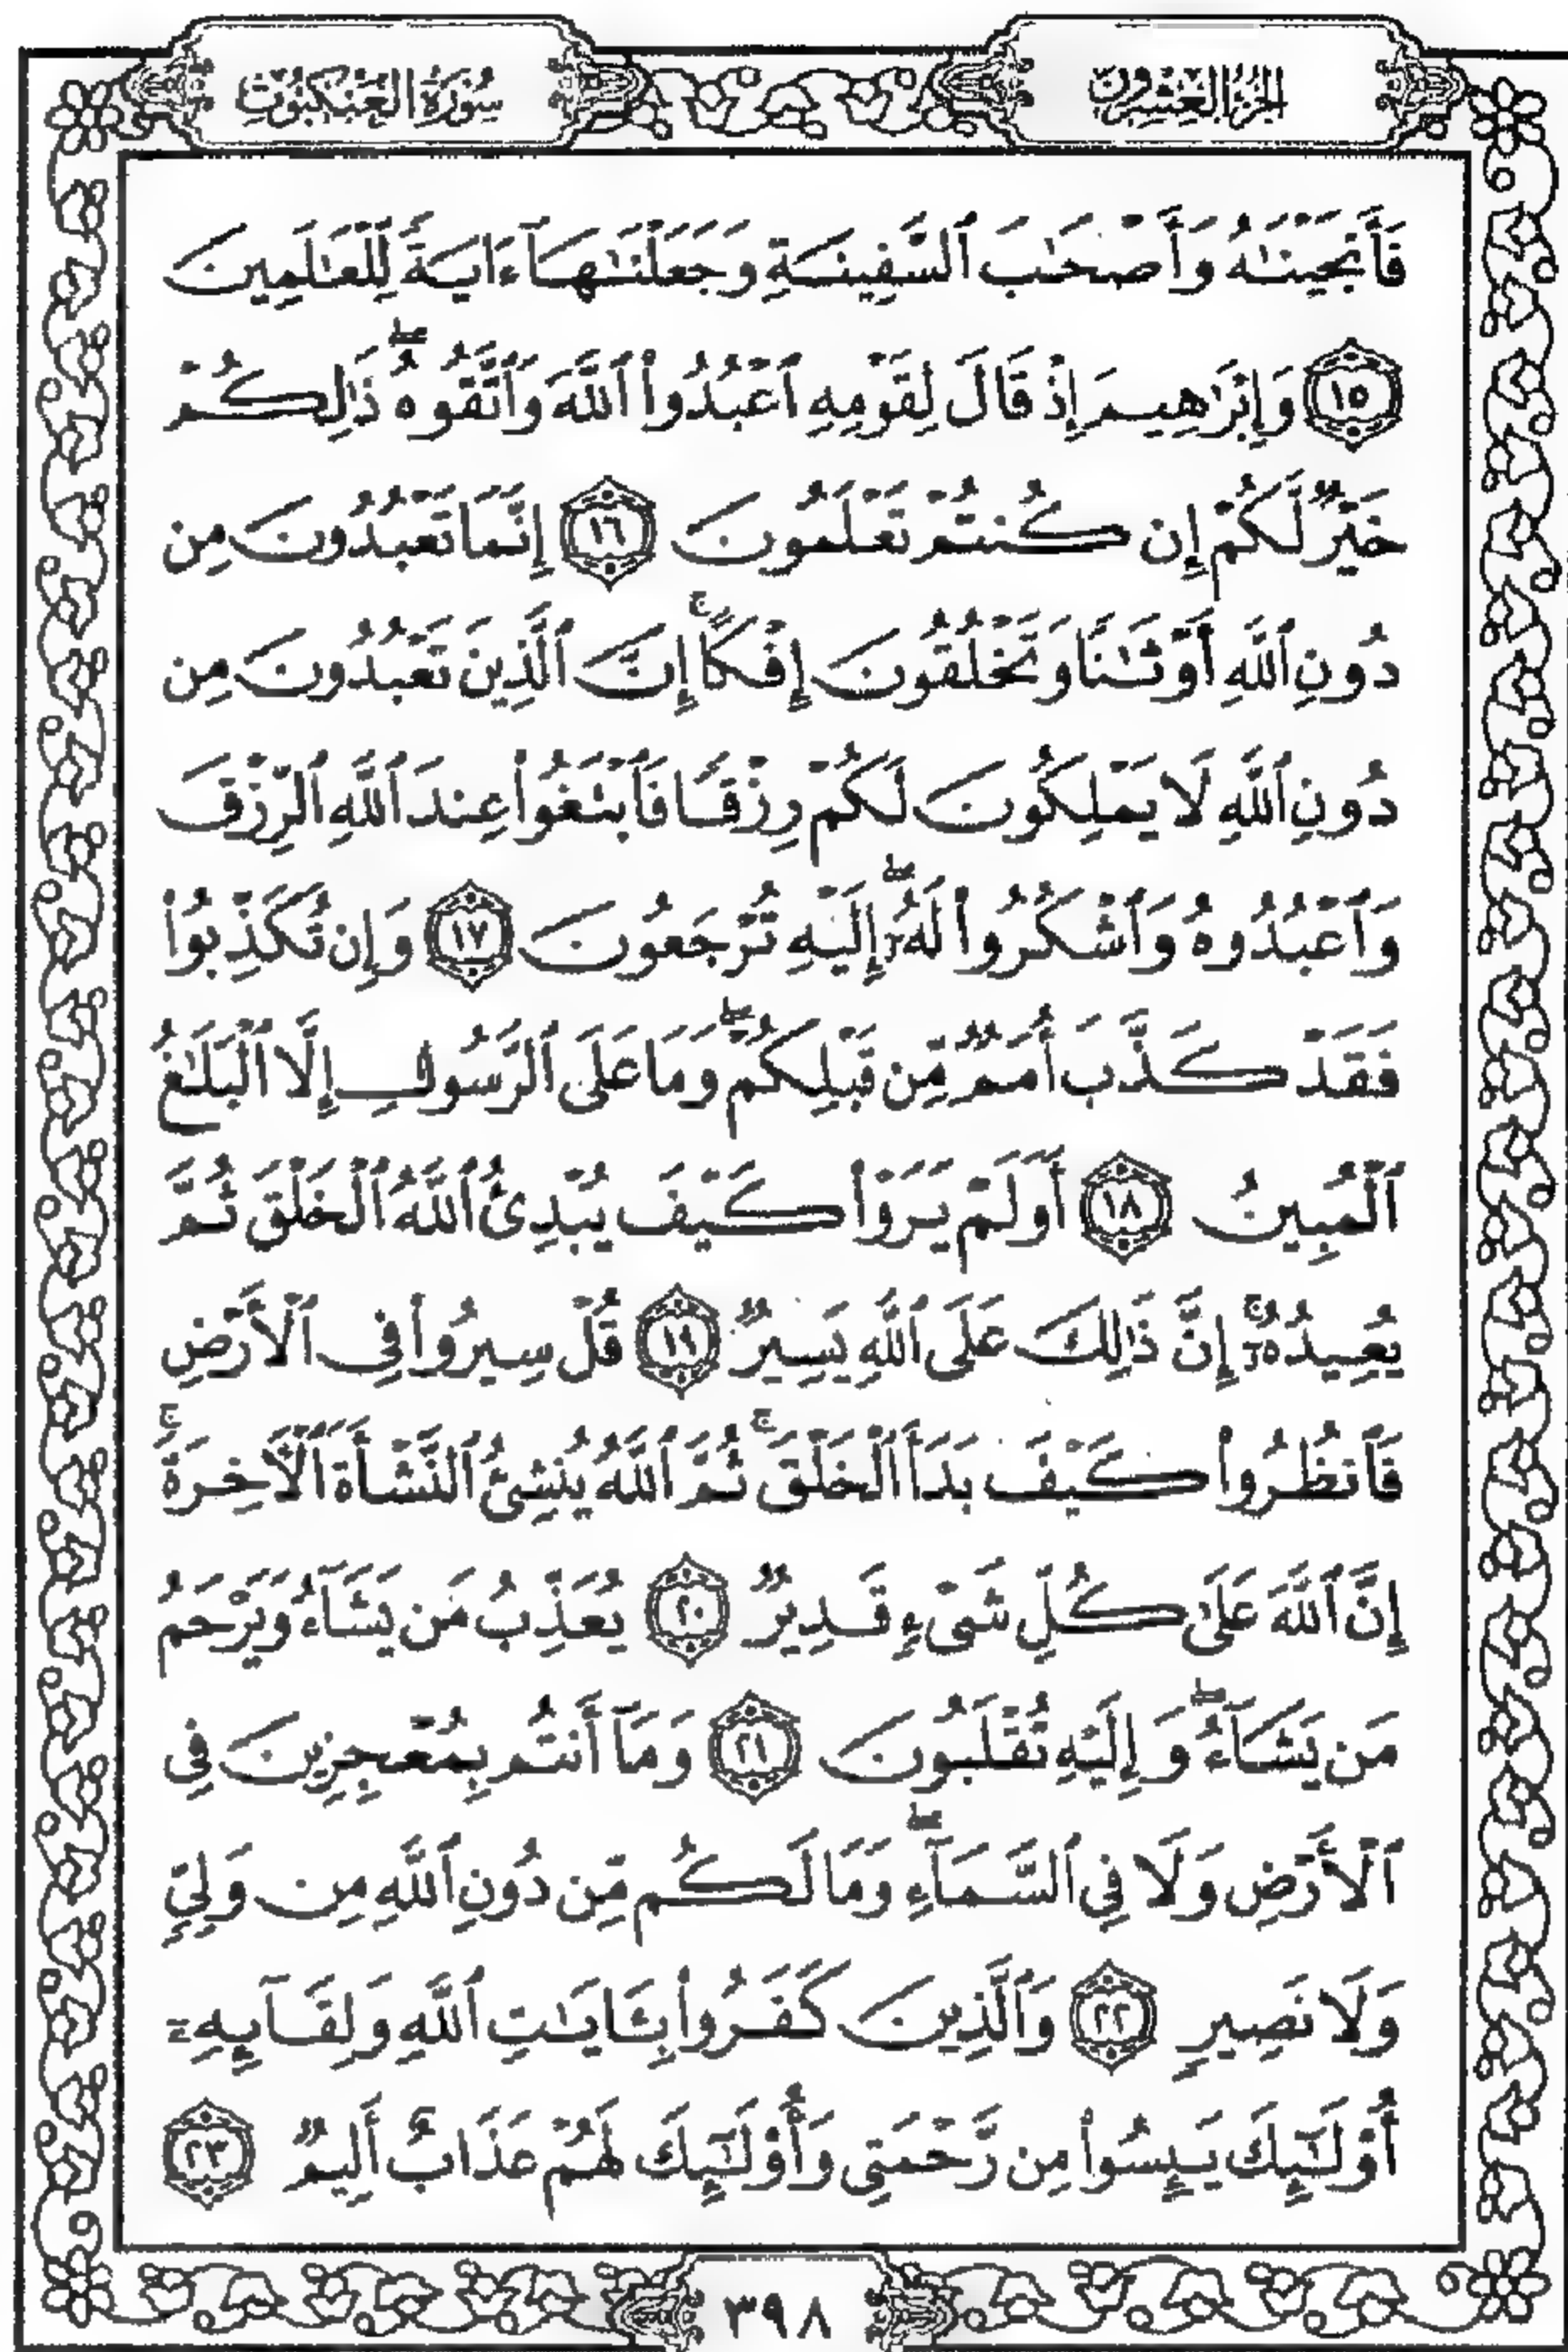 سُورَةُ العَنكبُوت الجُزءُ العِشرُون
فَأَنجَيْنَٰهُ وَأَصْحَٰبَ ٱلسَّفِينَةِ وَجَعَلْنَٰهَآ ءَايَةً لِّلْعَٰلَمِينَ
﴿١٥﴾ وَإِبْرَٰهِيمَ إِذْ قَالَ لِقَوْمِهِ ٱعْبُدُوا۟ ٱللَّهَ وَٱتَّقُوهُ ۖ ذَٰلِكُمْ
خَيْرٌ لَّكُمْ إِن كُنتُمْ تَعْلَمُونَ ﴿١٦﴾ إِنَّمَا تَعْبُدُونَ مِن
دُونِ ٱللَّهِ أَوْثَٰنًا وَتَخْلُقُونَ إِفْكًا ۚ إِنَّ ٱلَّذِينَ تَعْبُدُونَ مِن
دُونِ ٱللَّهِ لَا يَمْلِكُونَ لَكُمْ رِزْقًا فَٱبْتَغُوا۟ عِندَ ٱللَّهِ ٱلرِّزْقَ
وَٱعْبُدُوهُ وَٱشْكُرُوا۟ لَهُۥٓ ۖ إِلَيْهِ تُرْجَعُونَ ﴿١٧﴾ وَإِن تُكَذِّبُوا۟
فَقَدْ كَذَّبَ أُمَمٌ مِّن قَبْلِكُمْ ۖ وَمَا عَلَى ٱلرَّسُولِ إِلَّا ٱلْبَلَٰغُ
ٱلْمُبِينُ ﴿١٨﴾ أَوَلَمْ يَرَوْا۟ كَيْفَ يُبْدِئُ ٱللَّهُ ٱلْخَلْقَ ثُمَّ
يُعِيدُهُۥٓ ۚ إِنَّ ذَٰلِكَ عَلَى ٱللَّهِ يَسِيرٌ ﴿١٩﴾ قُلْ سِيرُوا۟ فِى ٱلْأَرْضِ
فَٱنظُرُوا۟ كَيْفَ بَدَأَ ٱلْخَلْقَ ۚ ثُمَّ ٱللَّهُ يُنشِئُ ٱلنَّشْأَةَ ٱلْآخِرَةَ ۚ
إِنَّ ٱللَّهَ عَلَىٰ كُلِّ شَىْءٍ قَدِيرٌ ﴿٢٠﴾ يُعَذِّبُ مَن يَشَآءُ وَيَرْحَمُ
مَن يَشَآءُ ۖ وَإِلَيْهِ تُقْلَبُونَ ﴿٢١﴾ وَمَآ أَنتُم بِمُعْجِزِينَ فِى
ٱلْأَرْضِ وَلَا فِى ٱلسَّمَآءِ ۖ وَمَا لَكُم مِّن دُونِ ٱللَّهِ مِن وَلِىٍّ
وَلَا نَصِيرٍ ﴿٢٢﴾ وَٱلَّذِينَ كَفَرُوا۟ بِـَٔايَٰتِ ٱللَّهِ وَلِقَآئِهِۦٓ
أُو۟لَٰٓئِكَ يَئِسُوا۟ مِن رَّحْمَتِى وَأُو۟لَٰٓئِكَ لَهُمْ عَذَابٌ أَلِيمٌ ﴿٢٣﴾
٣٩٨